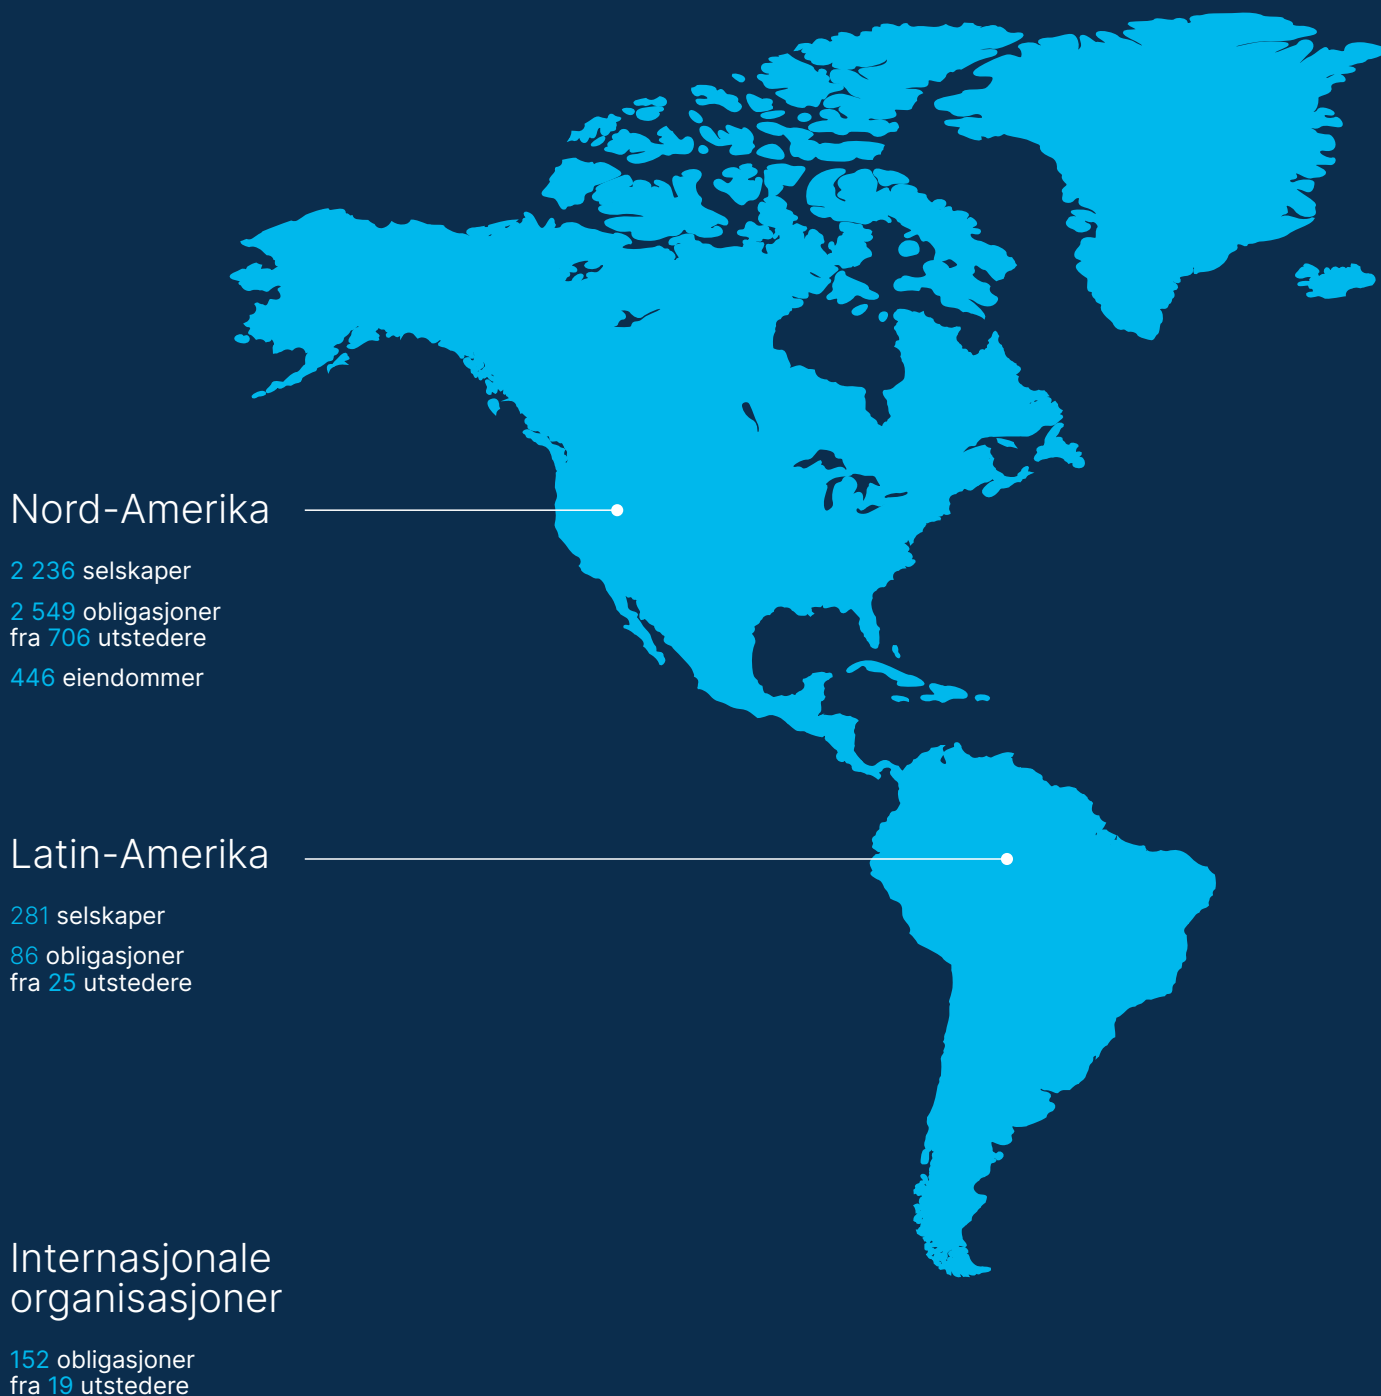 Nord-Amerika
2 236 selskaper
2 549 obligasjoner
fra 706 utstedere
446 eiendommer
Latin-Amerika
281 selskaper
86 obligasjoner
fra 25 utstedere
Internasjonale
organisasjoner
152 obligasjoner
fra 19 utstedere